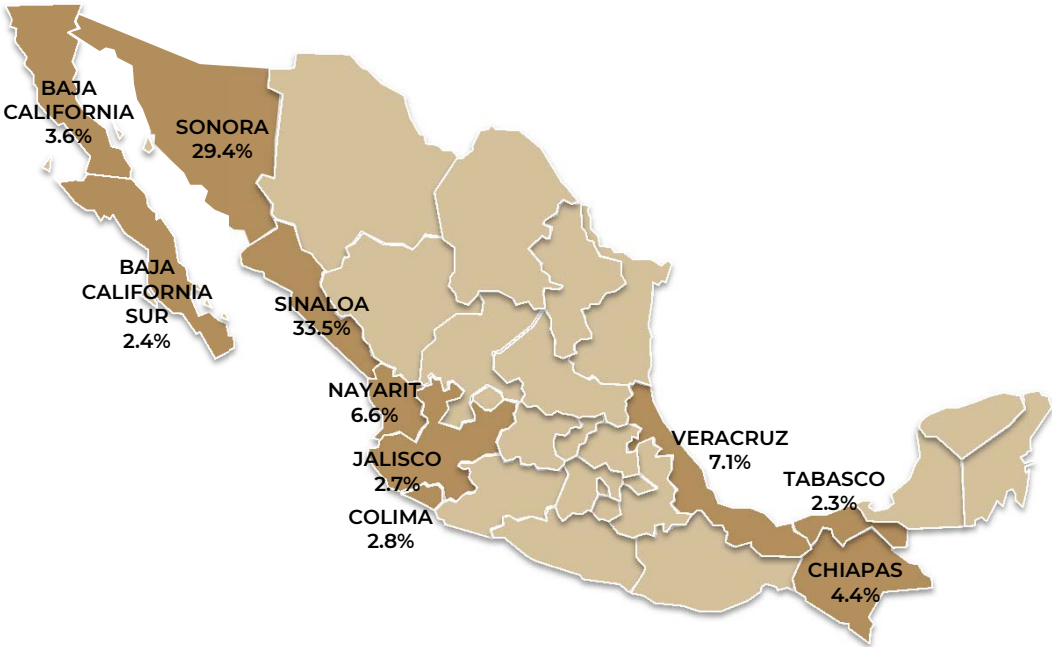 BAJA
CALIFORNIA
3.6%
SONORA
29.4%
BAJA
CALIFORNIA
SUR
2.4%
SINALOA
33.5%
NAYARIT
6.6%
JALISCO
2.7%
COLIMA
2.8%
VERACRUZ
7.1%
TABASCO
2.3%
CHIAPAS
4.4%